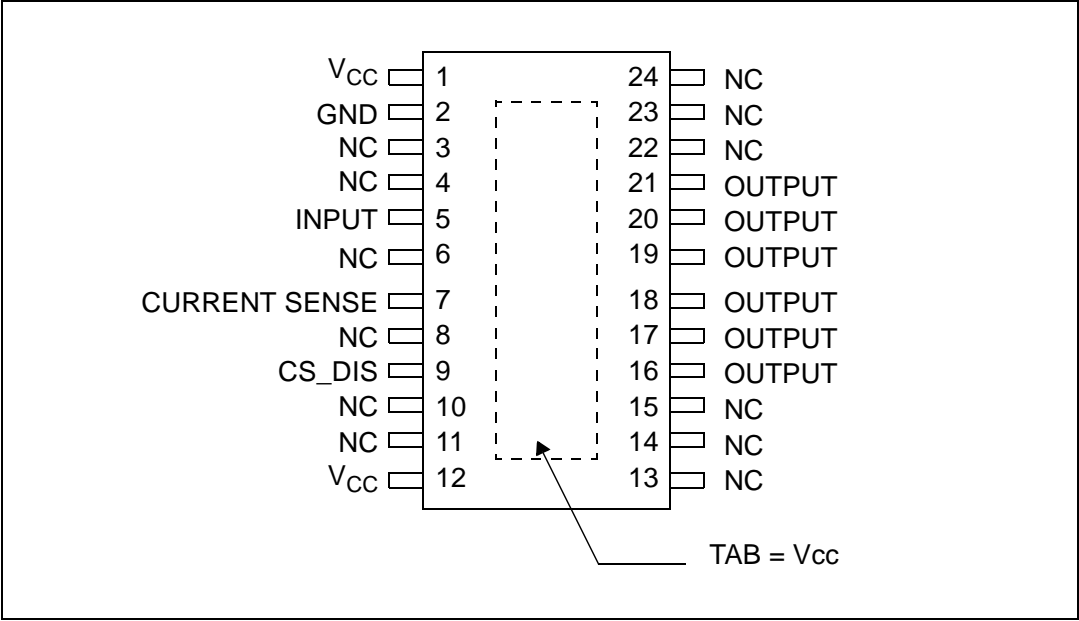 VCC 1 24 NC
GND 2 23 NC
NC 3 22 NC
NC 4 21 OUTPUT
INPUT 5 20 OUTPUT
NC 6 19 OUTPUT
CURRENT SENSE 7 18 OUTPUT
NC 8 17 OUTPUT
CS_DIS 9 16 OUTPUT
NC 10 15 NC
NC 11 14 NC
VCC 12 13 NC
TAB = Vcc